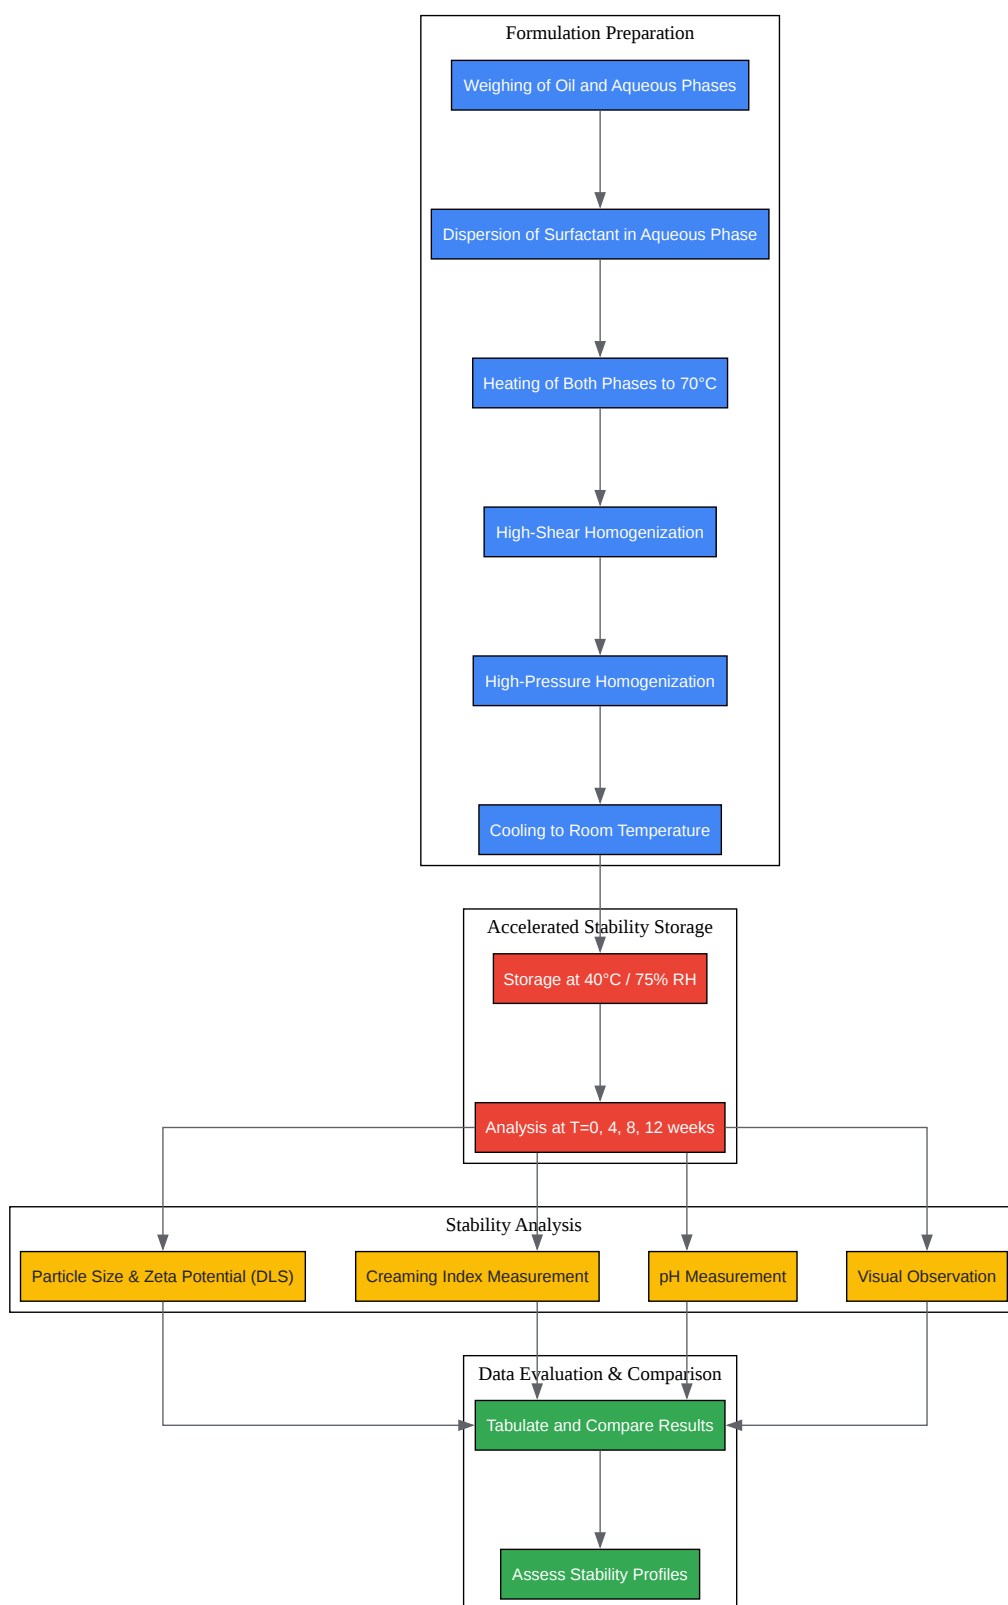 Formulation Preparation
Weighing of Oil and Aqueous Phases
Dispersion of Surfactant in Aqueous Phase
Heating of Both Phases to 70°C
High-Shear Homogenization
High-Pressure Homogenization
Cooling to Room Temperature
Accelerated Stability Storage
Storage at 40°C / 75% RH
Analysis at T=0, 4, 8, 12 weeks
Stability Analysis
Particle Size & Zeta Potential (DLS)
Creaming Index Measurement
pH Measurement
Visual Observation
Data Evaluation & Comparison
Tabulate and Compare Results
Assess Stability Profiles